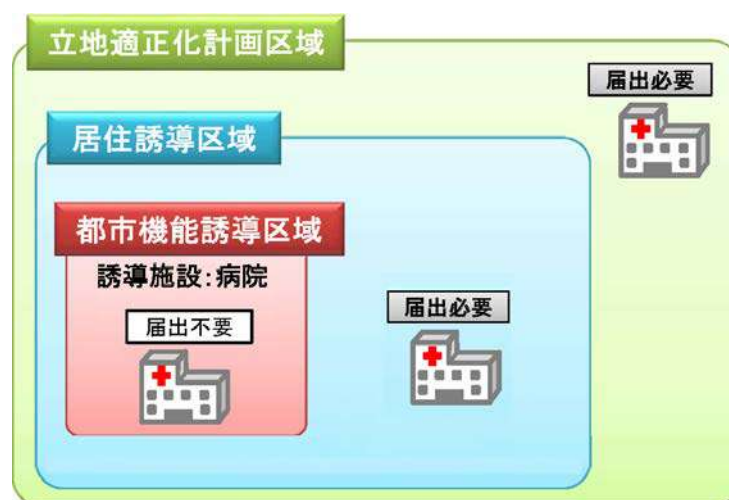 立地適正化計画区域
届出必要
居住誘導区域
都市機能誘導区域
誘導施設:病院
届出不要
届出必要